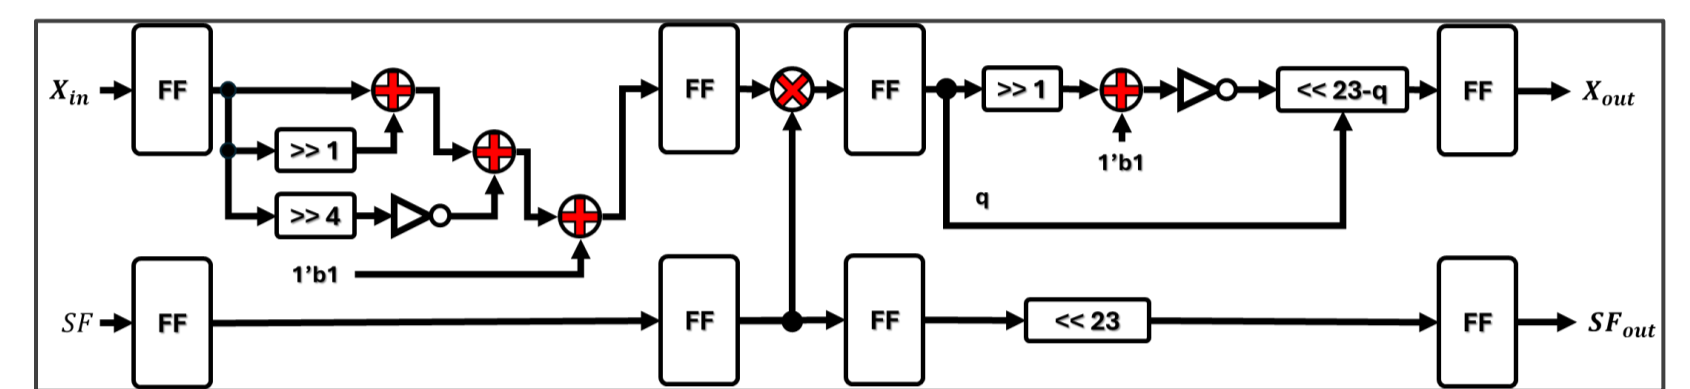 X_in
FF
FF
FF
>> 1
<< 23-q
FF
X_out
>> 1
1'b1
>> 4
q
1'b1
SF
FF
FF
FF
<< 23
FF
SF_out